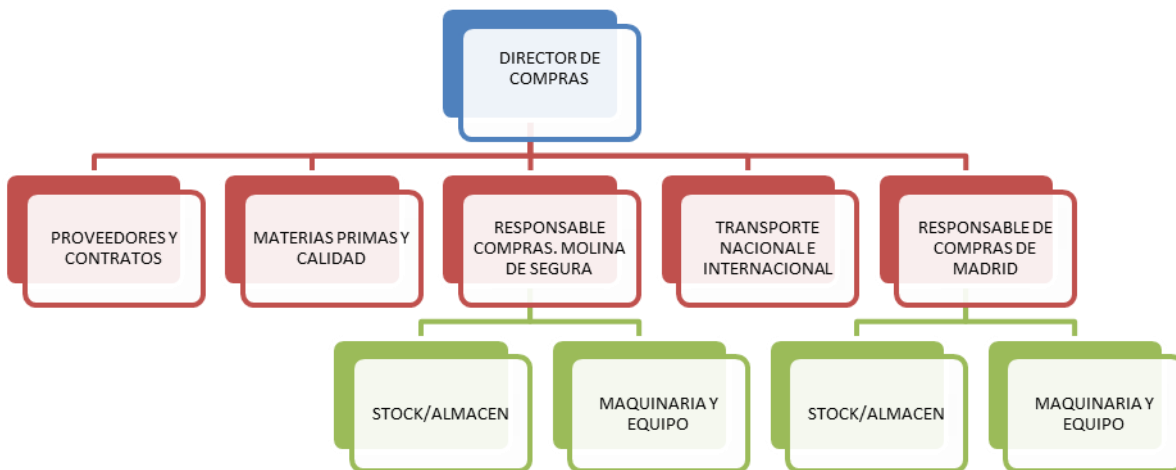 DIRECTOR DE
COMPRAS
PROVEEDORES Y
CONTRATOS
MATERIAS PRIMAS Y
CALIDAD
RESPONSABLE
COMPRAS. MOLINA
DE SEGURA
TRANSPORTE
NACIONAL E
INTERNACIONAL
RESPONSABLE DE
COMPRAS DE
MADRID
STOCK/ALMACEN
MAQUINARIA Y
EQUIPO
STOCK/ALMACEN
MAQUINARIA Y
EQUIPO